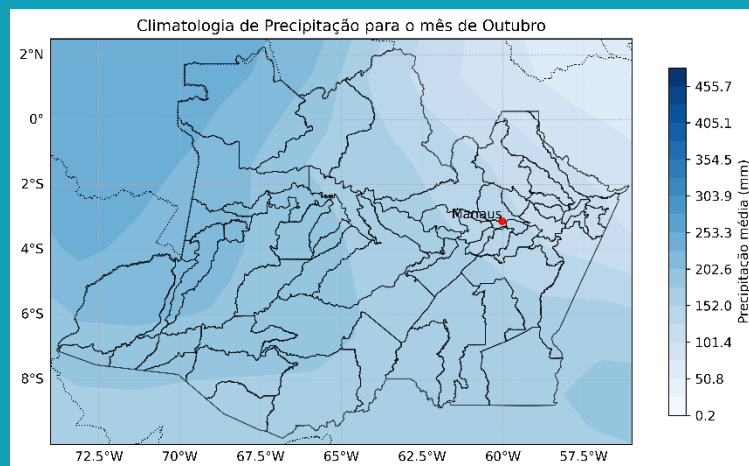 Climatologia de Precipitação para o mês de Outubro
2°N
0°
2°S
4°S
6°S
8°S
Manaus
72.5°W 70°W 67.5°W 65°W 62.5°W 60°W 57.5°W
455.7
405.1
354.5
303.9
253.3
202.6
152.0
101.4
50.8
0.2
Precipitação média (mm)